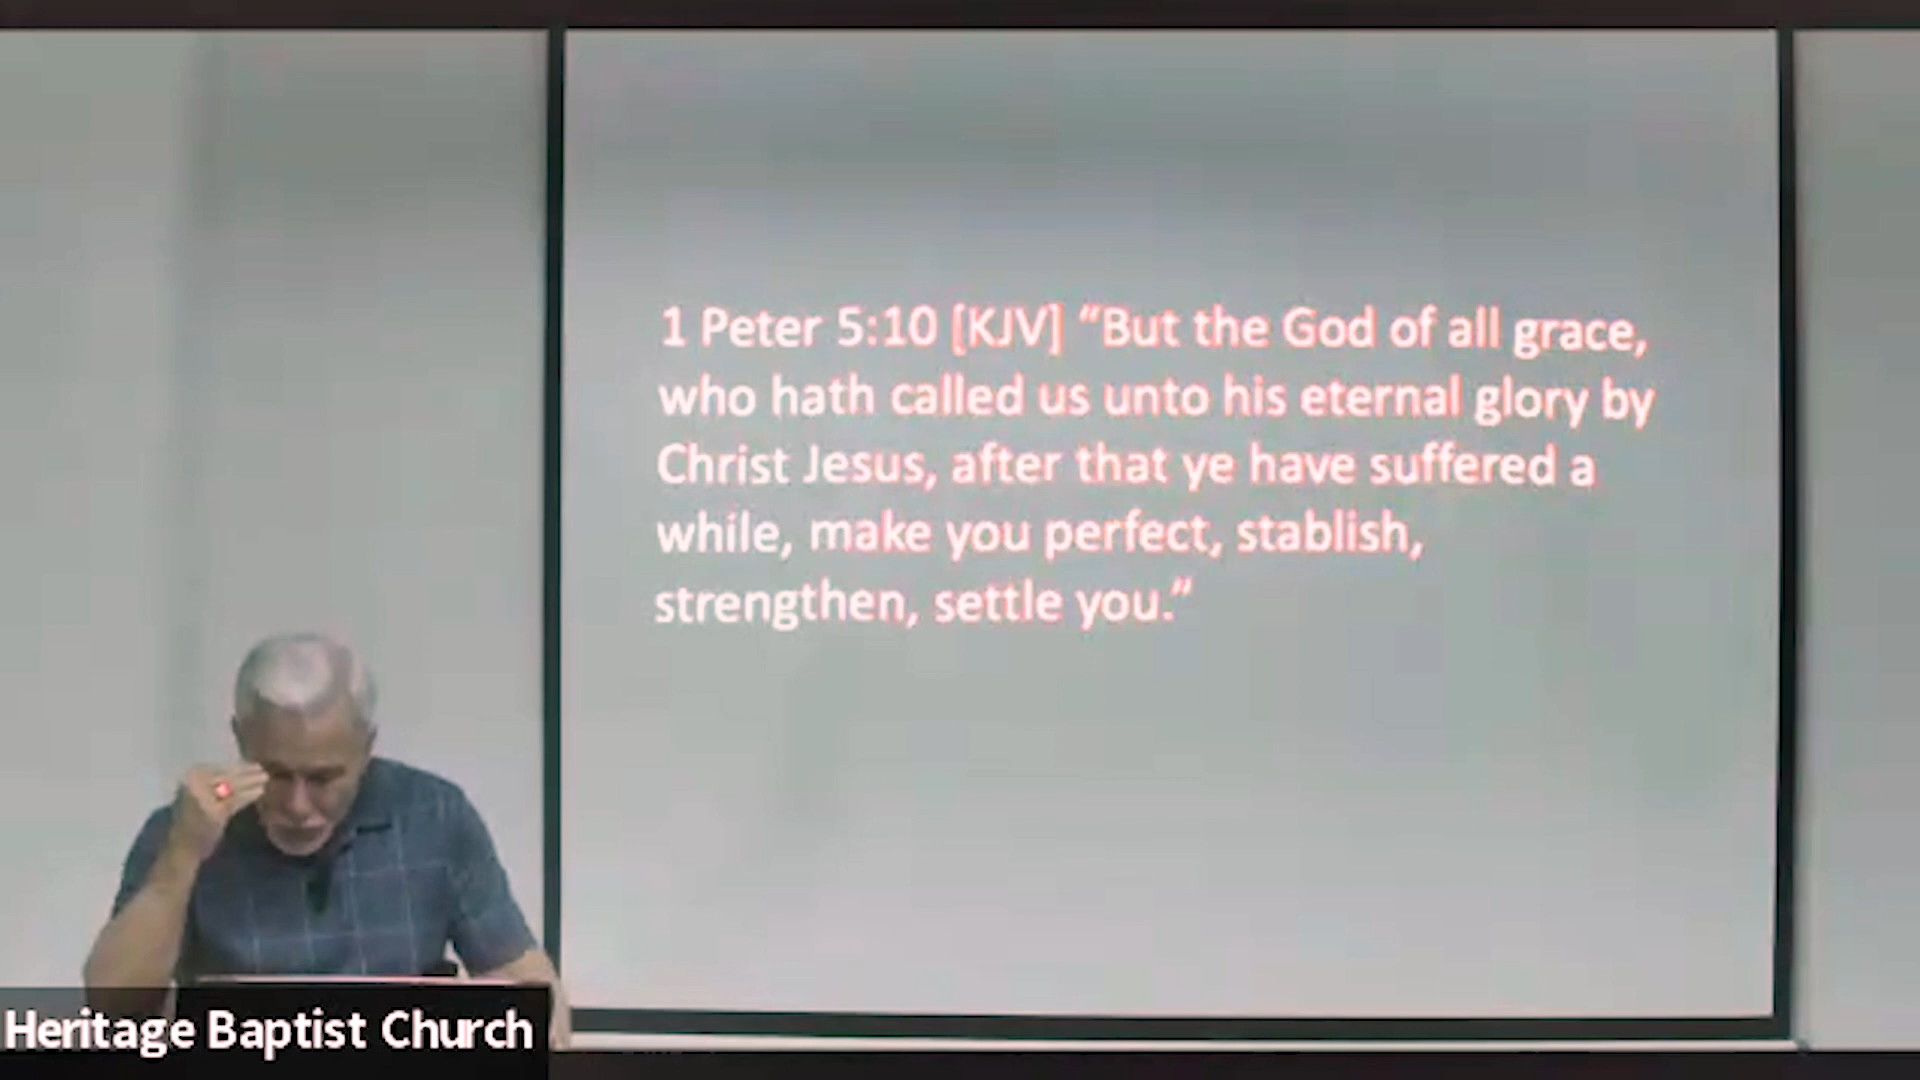 1 Peter 5:10 [KJV] “But the God of all grace,
who hath called us unto his eternal glory by
Christ Jesus, after that ye have suffered a
while, make you perfect, stablish,
strengthen, settle you.”
Heritage Baptist Church